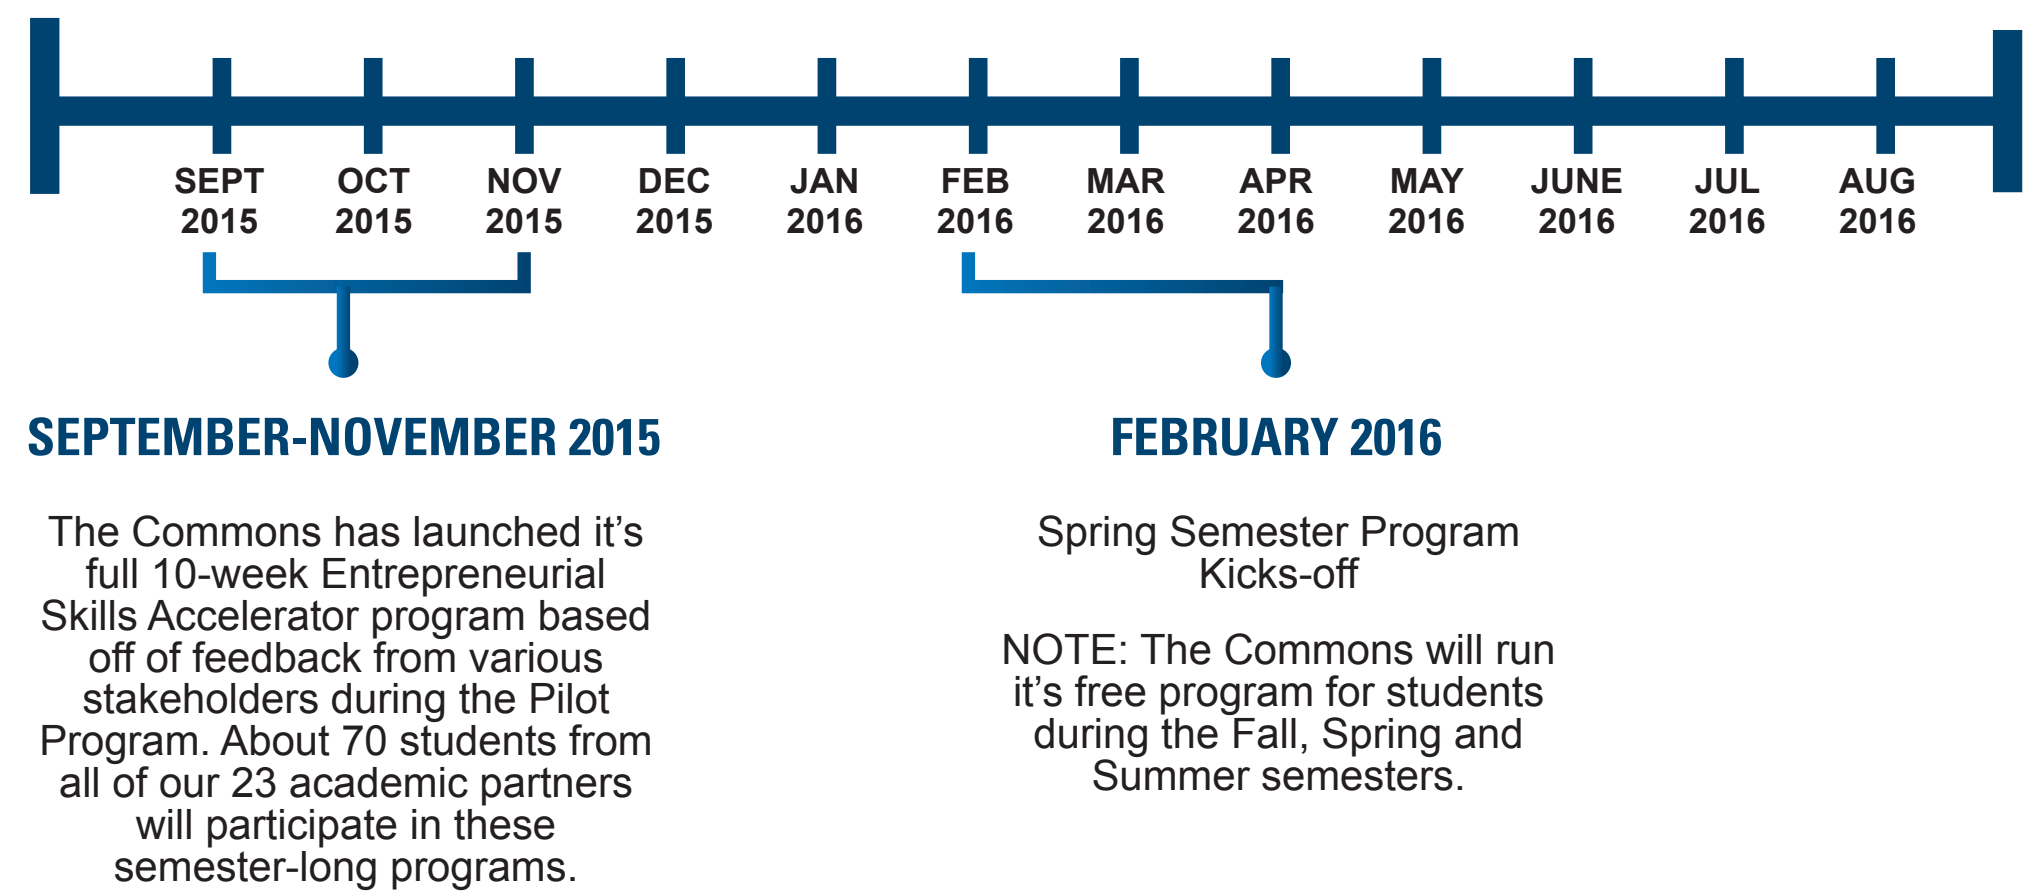 SEPT OCT NOV DEC JAN FEB MAR APR MAY JUNE JUL AUG
2015 2015 2015 2015 2016 2016 2016 2016 2016 2016 2016 2016
SEPTEMBER-NOVEMBER 2015
The Commons has launched it’s
full 10-week Entrepreneurial
Skills Accelerator program based
off of feedback from various
stakeholders during the Pilot
Program. About 70 students from
all of our 23 academic partners
will participate in these
semester-long programs.
FEBRUARY 2016
Spring Semester Program
Kicks-off
NOTE: The Commons will run
it’s free program for students
during the Fall, Spring and
Summer semesters.